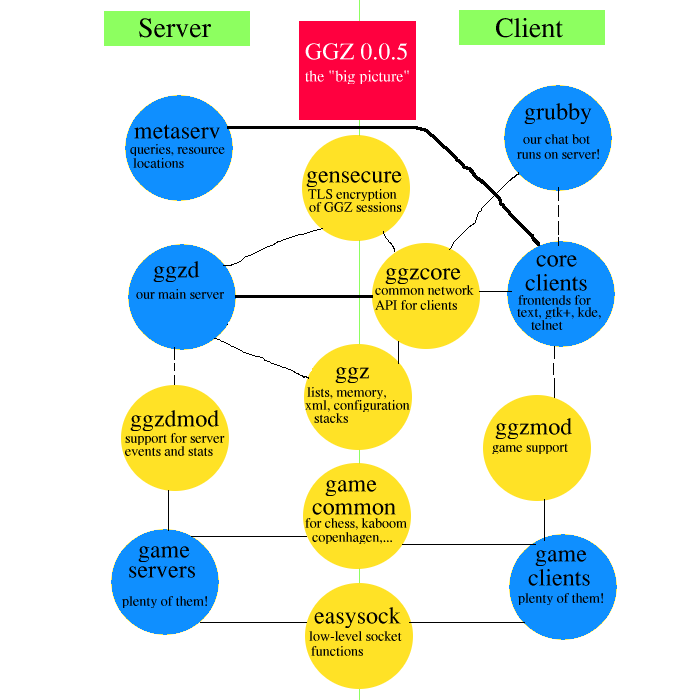 Server
GGZ 0.0.5
the "big picture"
Client
metaserv
queries, resource
locations
grubby
our chat bot
runs on server!
gensecure
TLS encryption
of GGZ sessions
ggzd
our main server
ggzcore
common network
API for clients
core
clients
frontends for
text, gtk+, kde,
telnet
ggz
lists, memory,
xml, configuration
stacks
ggzdmod
support for server
events and stats
ggzmod
game support
game
common
for chess, kaboom
copenhagen,...
game
servers
plenty of them!
game
clients
plenty of them!
easysock
low-level socket
functions